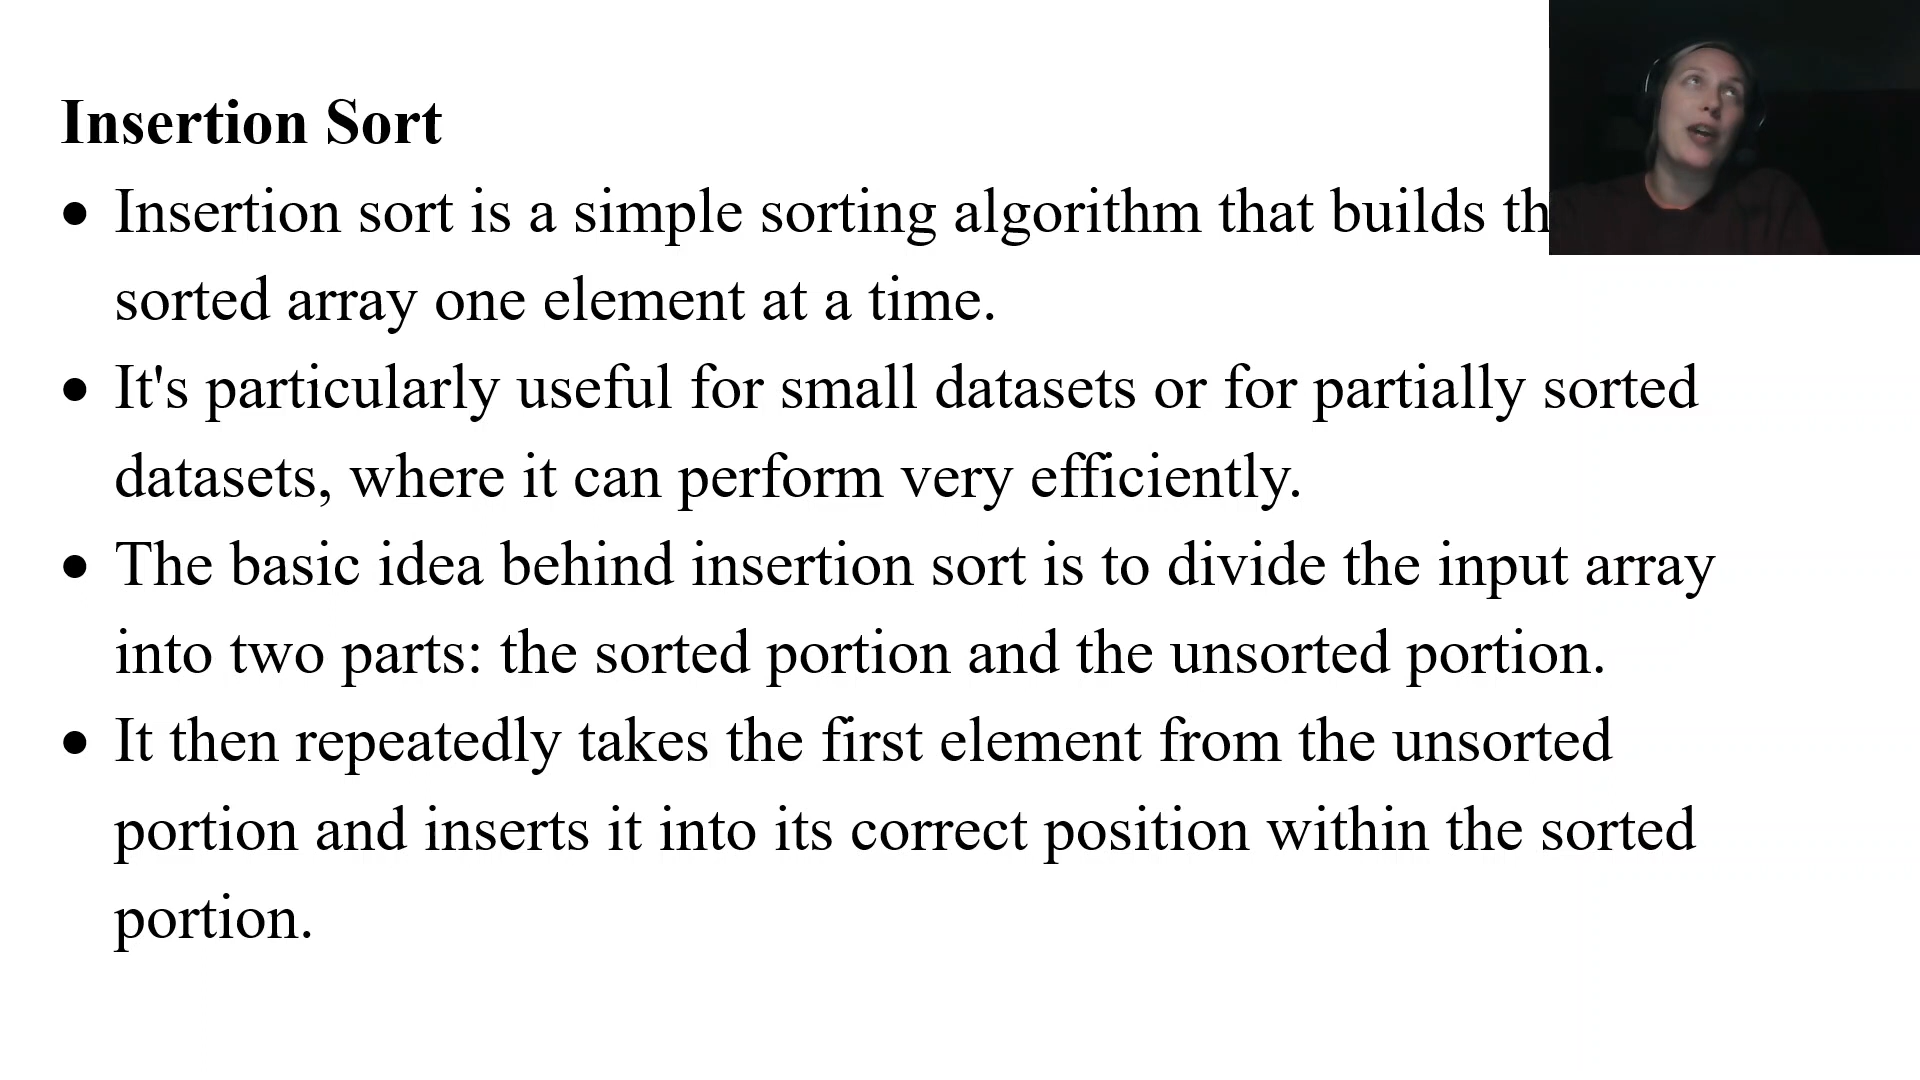 Insertion Sort
• Insertion sort is a simple sorting algorithm that builds
sorted array one element at a time.
• It's particularly useful for small datasets or for partially sorted
datasets, where it can perform very efficiently.
• The basic idea behind insertion sort is to divide the input array
into two parts: the sorted portion and the unsorted portion.
• It then repeatedly takes the first element from the unsorted
portion and inserts it into its correct position within the sorted
portion.